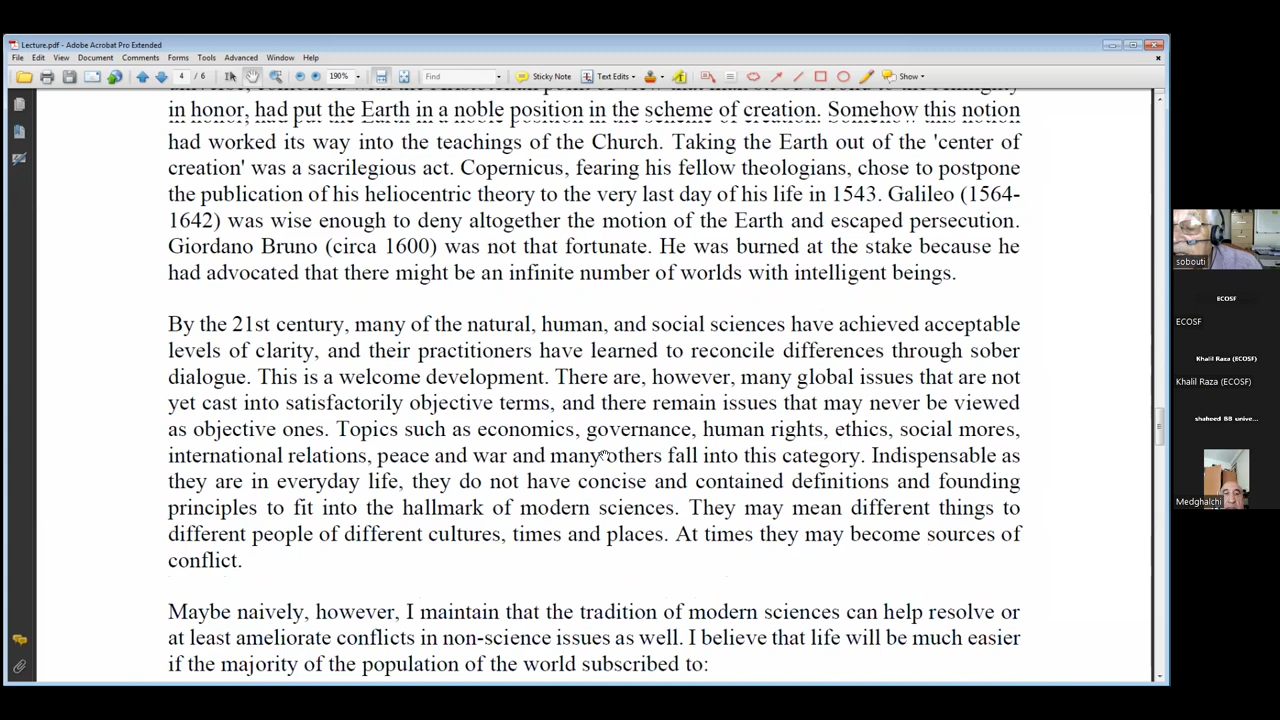 Lecture.pdf - Adobe Acrobat Pro Extended
File Edit View Document Comments Forms Tools Advanced Window Help
4 / 6 190% Find Sticky Note Text Edits Show
in honor, had put the Earth in a noble position in the scheme of creation. Somehow this notion
had worked its way into the teachings of the Church. Taking the Earth out of the 'center of
creation' was a sacrilegious act. Copernicus, fearing his fellow theologians, chose to postpone
the publication of his heliocentric theory to the very last day of his life in 1543. Galileo (1564-
1642) was wise enough to deny altogether the motion of the Earth and escaped persecution.
Giordano Bruno (circa 1600) was not that fortunate. He was burned at the stake because he
had advocated that there might be an infinite number of worlds with intelligent beings.
By the 21st century, many of the natural, human, and social sciences have achieved acceptable
levels of clarity, and their practitioners have learned to reconcile differences through sober
dialogue. This is a welcome development. There are, however, many global issues that are not
yet cast into satisfactorily objective terms, and there remain issues that may never be viewed
as objective ones. Topics such as economics, governance, human rights, ethics, social mores,
international relations, peace and war and many others fall into this category. Indispensable as
they are in everyday life, they do not have concise and contained definitions and founding
principles to fit into the hallmark of modern sciences. They may mean different things to
different people of different cultures, times and places. At times they may become sources of
conflict.
Maybe naively, however, I maintain that the tradition of modern sciences can help resolve or
at least ameliorate conflicts in non-science issues as well. I believe that life will be much easier
if the majority of the population of the world subscribed to:
sobouti
ECOSF
ECOSF
Khalil Raza (ECOSF)
Khalil Raza (ECOSF)
shaheed BB unive...
Medghalchi